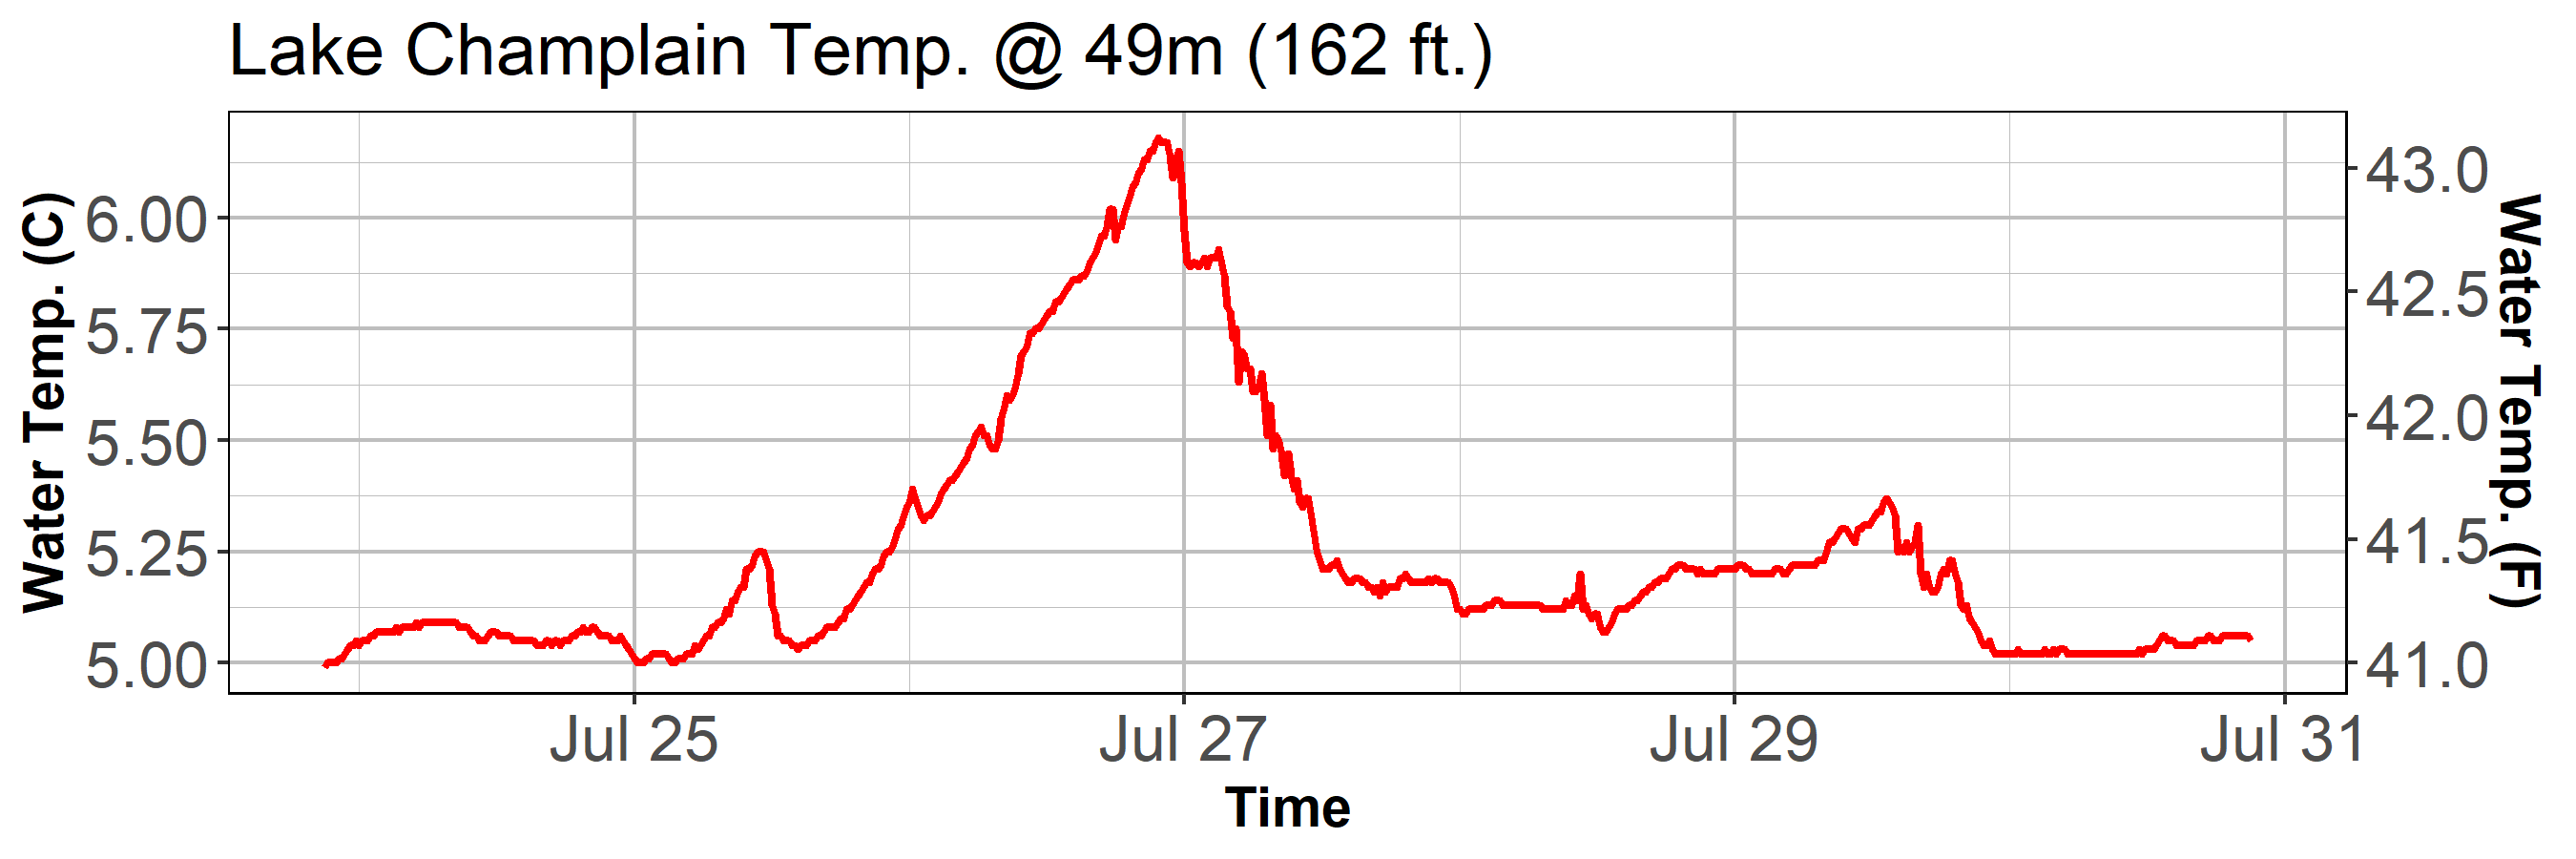 Lake Champlain Temp. @ 49m (162 ft.)
Water Temp. (C)
6.00
5.75
5.50
5.25
5.00
43.0
42.5
42.0
41.5
41.0
Water Temp. (F)
Jul 25
Jul 27
Jul 29
Jul 31
Time